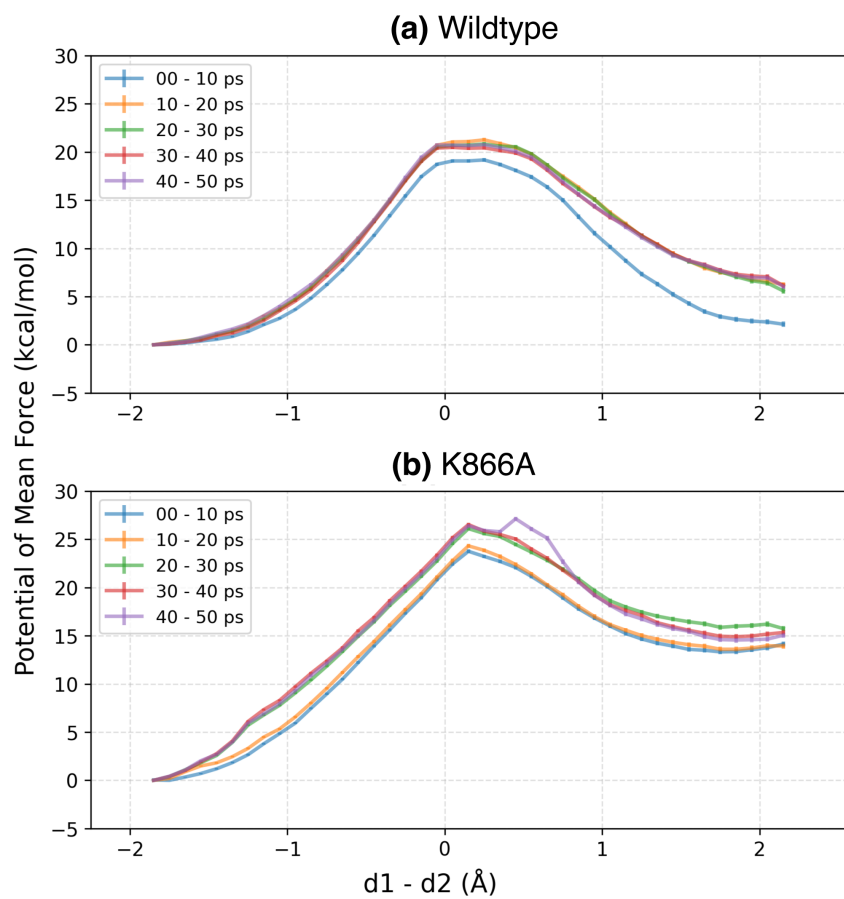 (a) Wildtype
30
25
20
15
10
5
0
−5
00 - 10 ps
10 - 20 ps
20 - 30 ps
30 - 40 ps
40 - 50 ps
−2 −1 0 1 2
Potential of Mean Force (kcal/mol)
(b) K866A
30
25
20
15
10
5
0
−5
00 - 10 ps
10 - 20 ps
20 - 30 ps
30 - 40 ps
40 - 50 ps
−2 −1 0 1 2
d1 - d2 (Å)